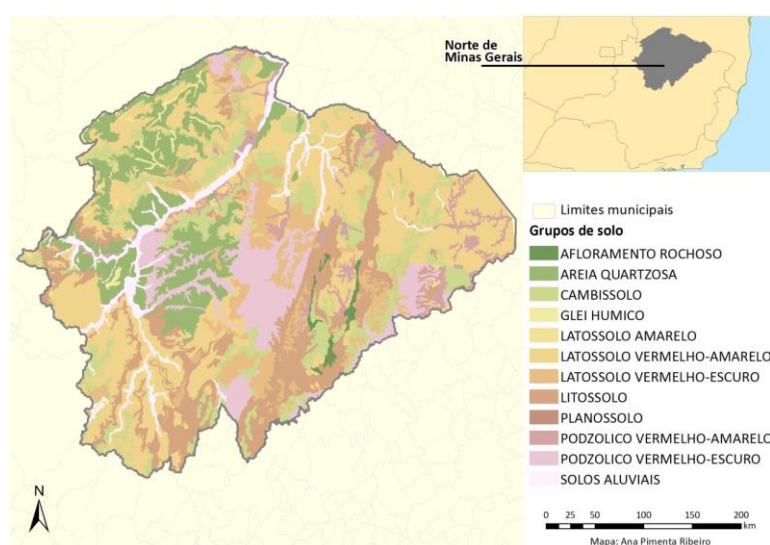 Norte de
Minas Gerais
Limites municipais
Grupos de solo
AFLORAMENTO ROCHOSO
AREIA QUARTZOSA
CAMBISSOLO
GLEI HUMICO
LATOSSOLO AMARELO
LATOSSOLO VERMELHO-AMARELO
LATOSSOLO VERMELHO-ESCURO
LITOSSOLO
PLANOSSOLO
PODZOLICO VERMELHO-AMARELO
PODZOLICO VERMELHO-ESCURO
SOLOS ALUVIAIS
N
0 50 100 150 200
km
Mapa: Ana Pimenta Ribeiro